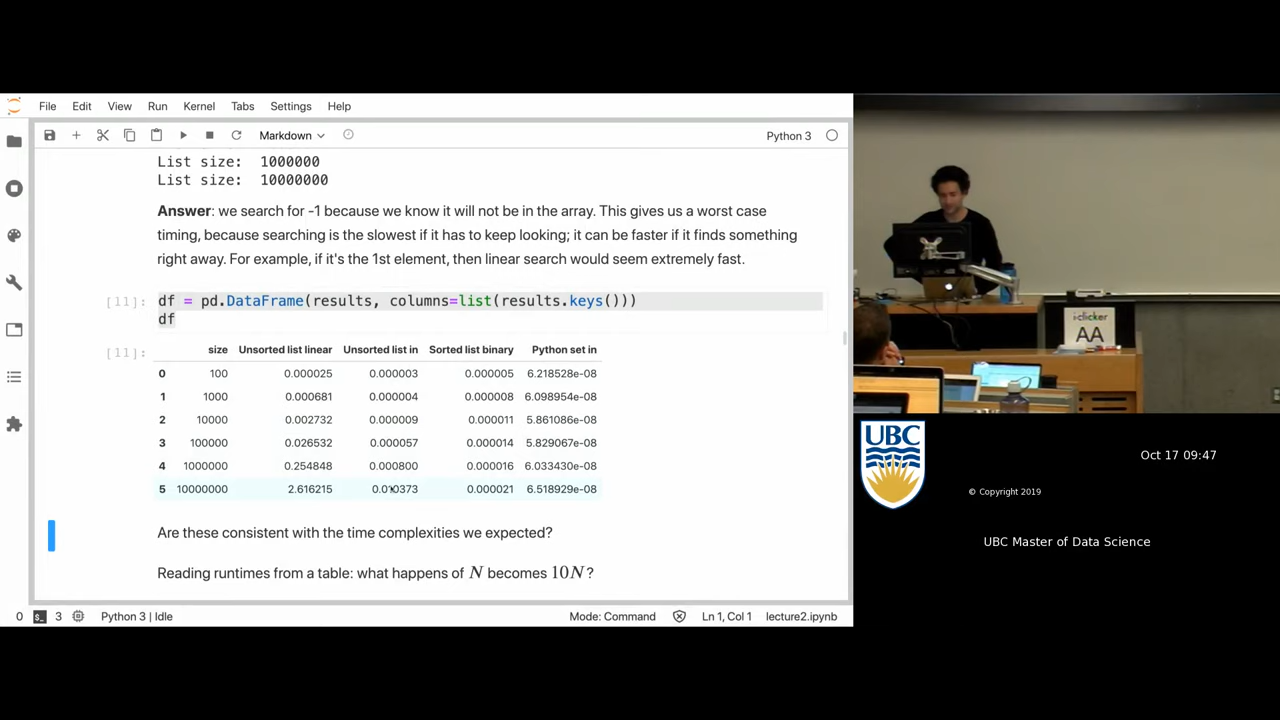 File Edit View Run Kernel Tabs Settings Help
Markdown Python 3
List size: 1000000
List size: 10000000
Answer: we search for -1 because we know it will not be in the array. This gives us a worst case
timing, because searching is the slowest if it has to keep looking; it can be faster if it finds something
right away. For example, if it's the 1st element, then linear search would seem extremely fast.
[11]: df = pd.DataFrame(results, columns=list(results.keys()))
df
[11]: size Unsorted list linear Unsorted list in Sorted list binary Python set in
0 100 0.000025 0.000003 0.000005 6.218528e-08
1 1000 0.000681 0.000004 0.000008 6.098954e-08
2 10000 0.002732 0.000009 0.000011 5.861086e-08
3 100000 0.026532 0.000057 0.000014 5.829067e-08
4 1000000 0.254848 0.000800 0.000016 6.033430e-08
5 10000000 2.616215 0.010373 0.000021 6.518929e-08
Are these consistent with the time complexities we expected?
Reading runtimes from a table: what happens of N becomes 10N?
0 $_ 3 Python 3 | Idle Mode: Command Ln 1, Col 1 lecture2.ipynb
i>clicker
AA
UBC
Oct 17 09:47
© Copyright 2019
UBC Master of Data Science